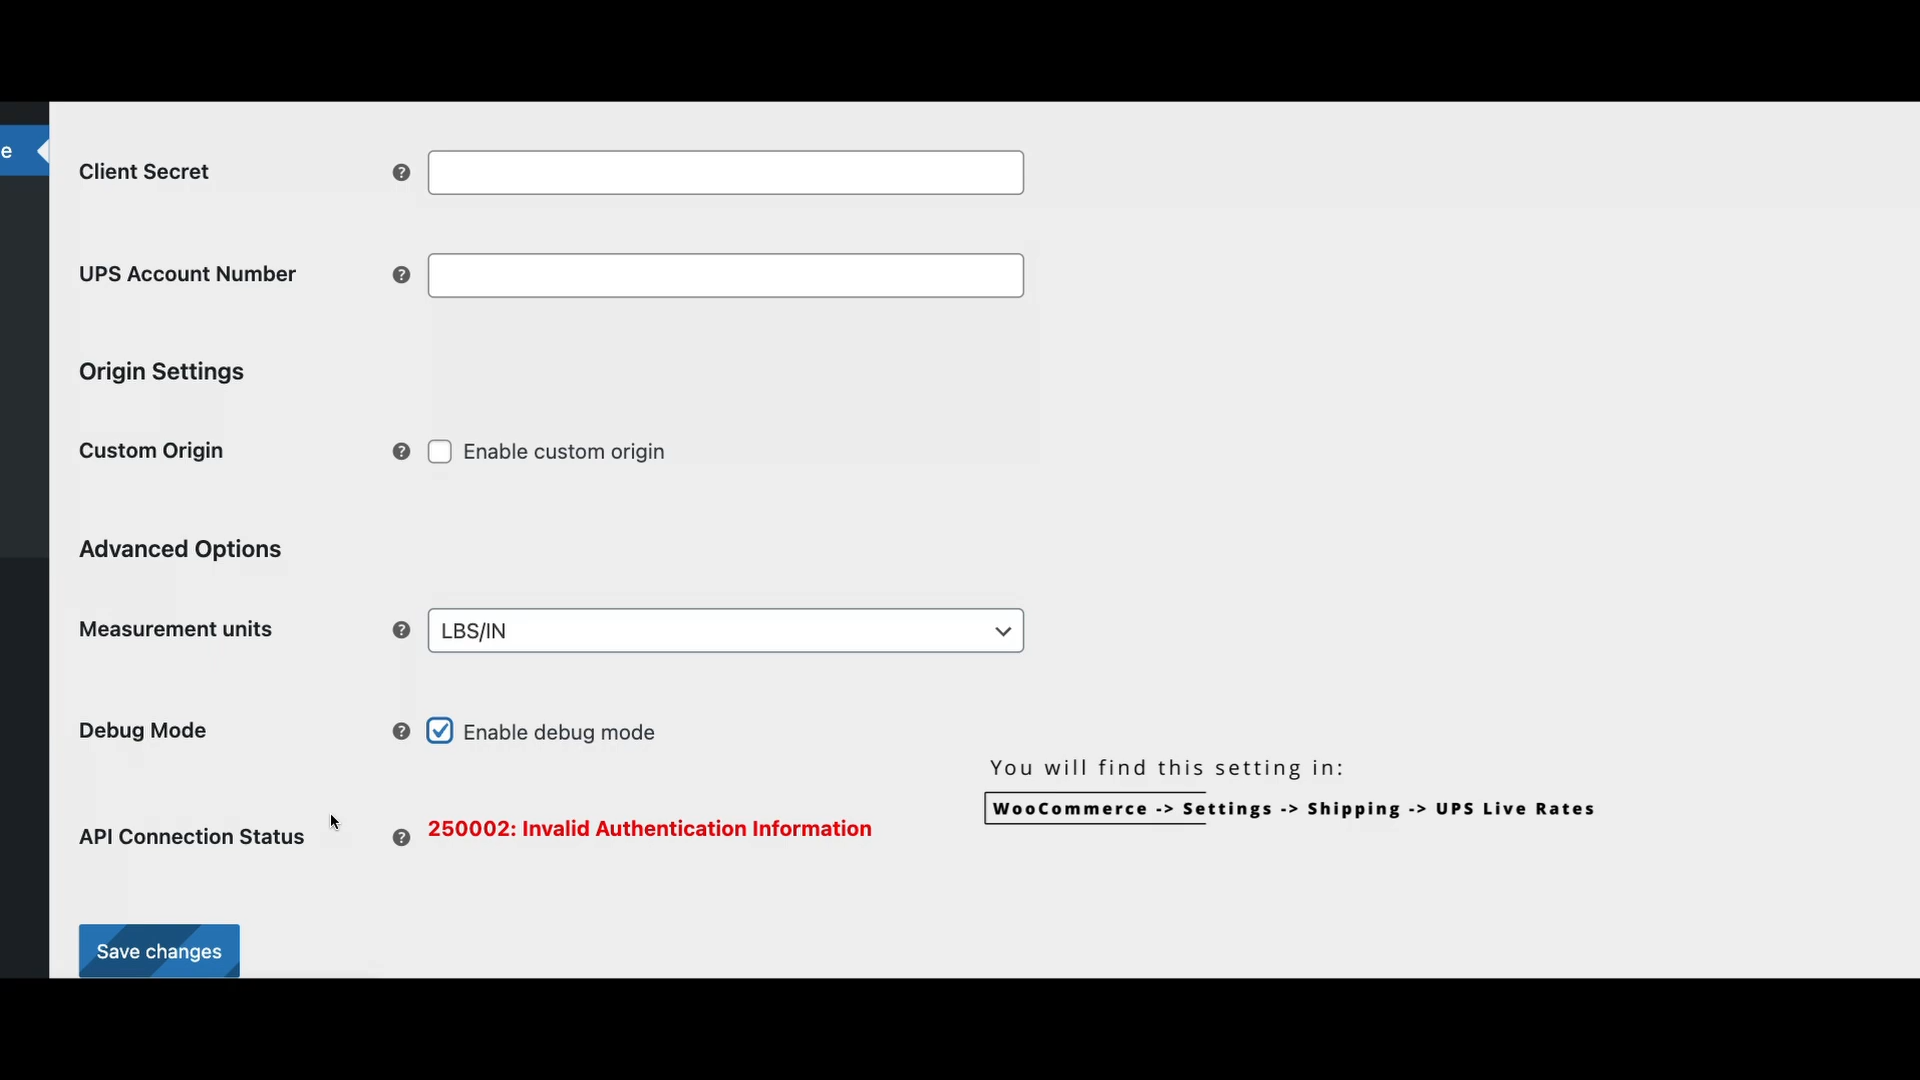 e
Client Secret
UPS Account Number
Origin Settings
Custom Origin
Enable custom origin
Advanced Options
Measurement units
LBS/IN
Debug Mode
Enable debug mode
You will find this setting in:
WooCommerce -> Settings -> Shipping -> UPS Live Rates
API Connection Status
250002: Invalid Authentication Information
Save changes